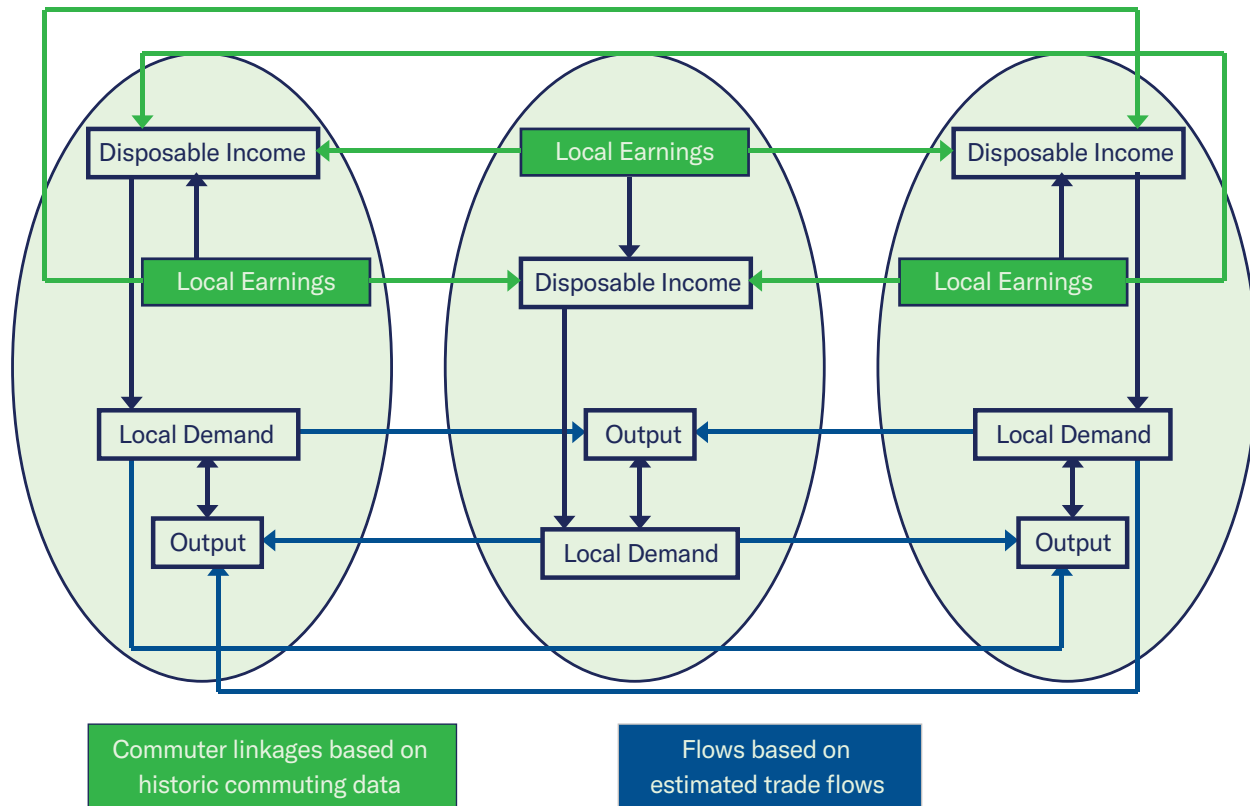 Disposable Income
Local Earnings
Disposable Income
Local Earnings
Disposable Income
Local Earnings
Local Demand
Output
Local Demand
Output
Local Demand
Output
Commuter linkages based on
historic commuting data
Flows based on
estimated trade flows